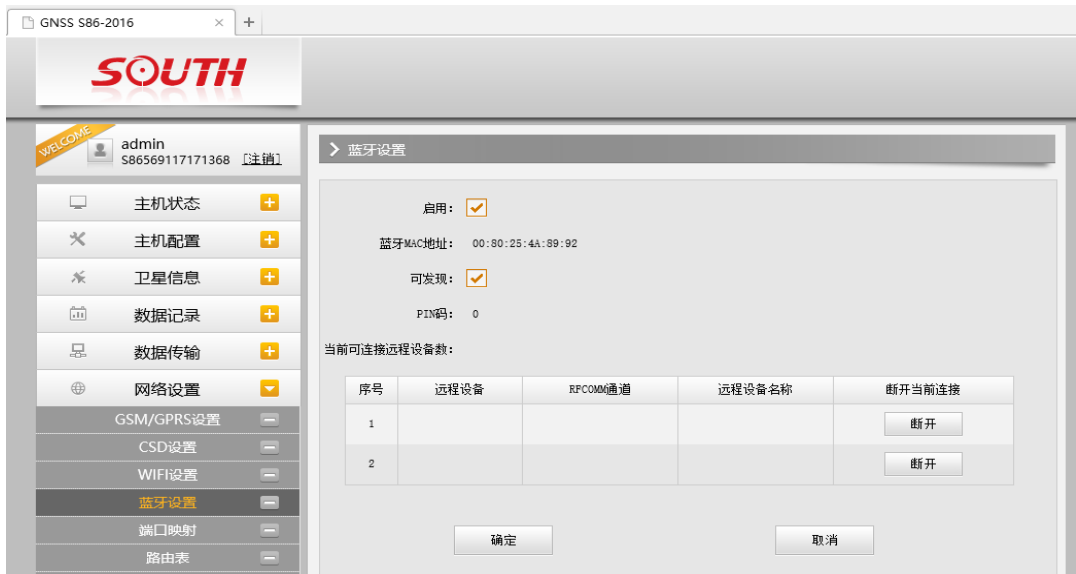 GNSS S86-2016
SOUTH
WELCOME
admin
S86569117171368 [注销]
主机状态
主机配置
卫星信息
数据记录
数据传输
网络设置
GSM/GPRS设置
CSD设置
WIFI设置
蓝牙设置
端口映射
路由表
蓝牙设置
启用：
蓝牙MAC地址： 00:80:25:4A:89:92
可发现：
PIN码： 0
当前可连接远程设备数：
序号 远程设备 RFCOMM通道 远程设备名称 断开当前连接
1 断开
2 断开
确定 取消